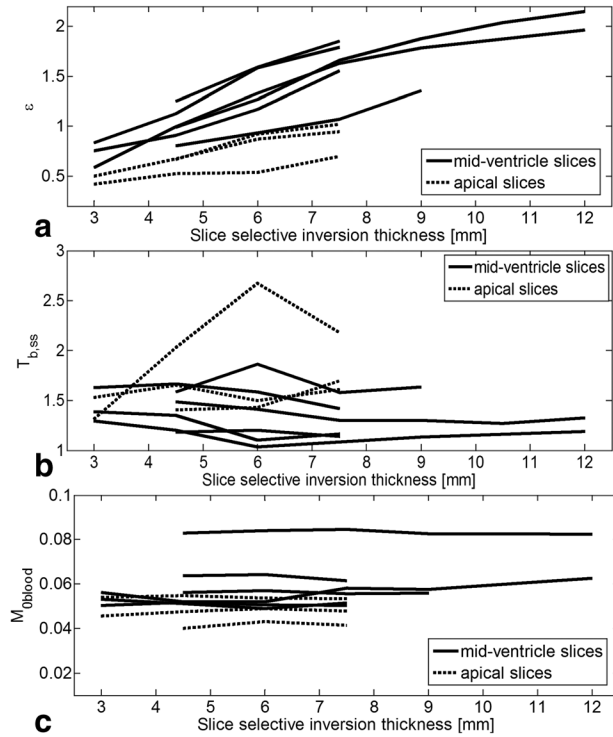 2
1.5
1
0.5
ε
mid-ventricle slices
apical slices
3 4 5 6 7 8 9 10 11 12
Slice selective inversion thickness [mm]
a
3
2.5
2
1.5
1
T_b,ss
mid-ventricle slices
apical slices
3 4 5 6 7 8 9 10 11 12
Slice selective inversion thickness [mm]
b
0.1
0.08
0.06
0.04
0.02
M_0blood
mid-ventricle slices
apical slices
3 4 5 6 7 8 9 10 11 12
Slice selective inversion thickness [mm]
c